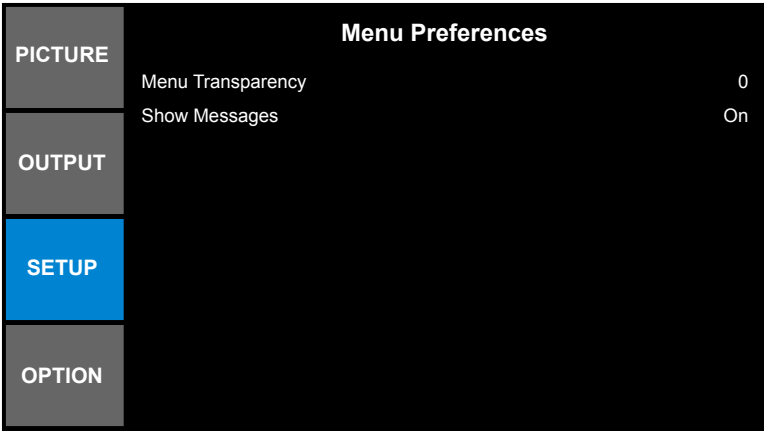 PICTURE
OUTPUT
SETUP
OPTION
Menu Preferences
Menu Transparency 0
Show Messages On